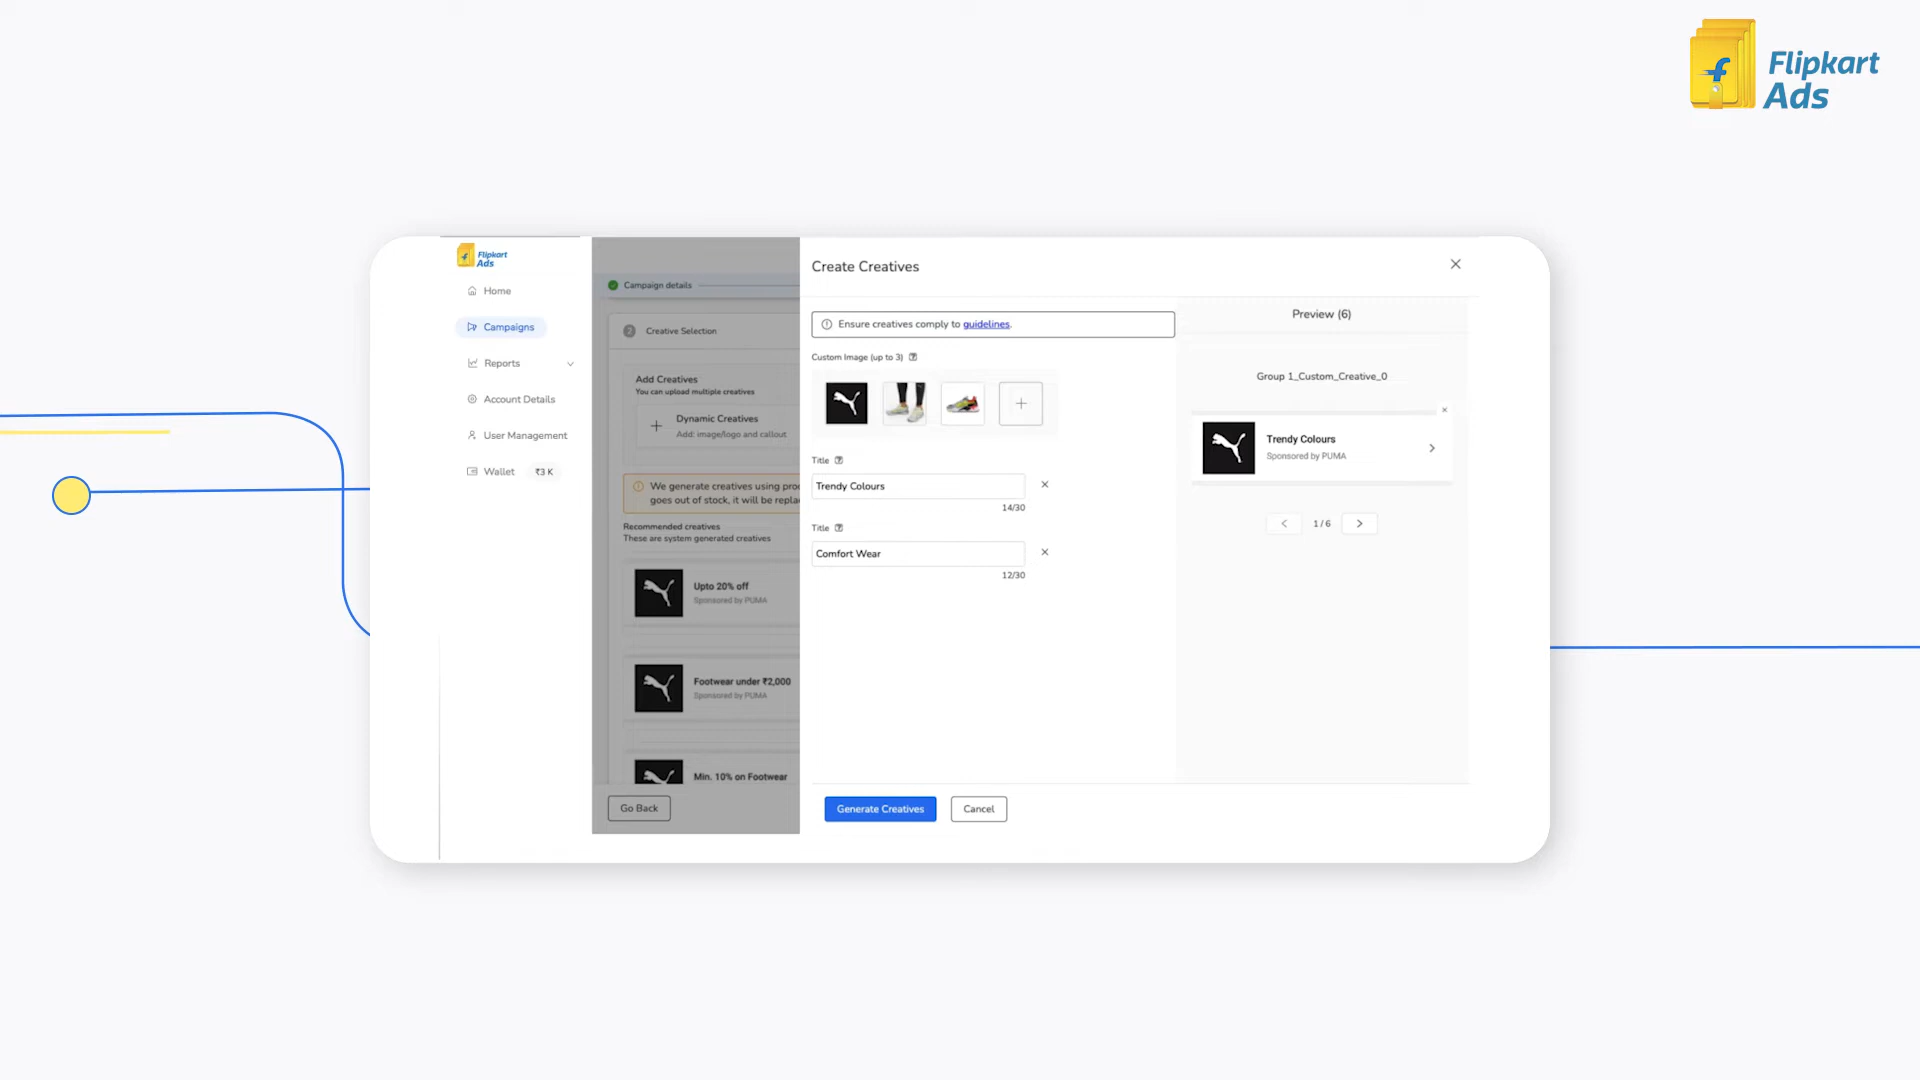 Flipkart
Ads
Flipkart
Ads
Home
Campaigns
Reports
Account Details
User Management
Wallet ₹3 K
Campaign details
2 Creative Selection
Add Creatives
You can upload multiple creatives
Dynamic Creatives
Add: image/logo and callout
We generate creatives using
goes out of stock, it will be
Recommended creatives
These are system generated creatives
Upto 20% off
Sponsored by PUMA
Footwear under ₹2,000
Sponsored by PUMA
Min. 10% on Footwear
Go Back
Create Creatives
Ensure creatives comply to guidelines.
Custom Image (up to 3)
Title
Trendy Colours
14/30
Title
Comfort Wear
12/30
Generate Creatives
Cancel
Preview (6)
Group 1_Custom_Creative_0
Trendy Colours
Sponsored by PUMA
1 / 6